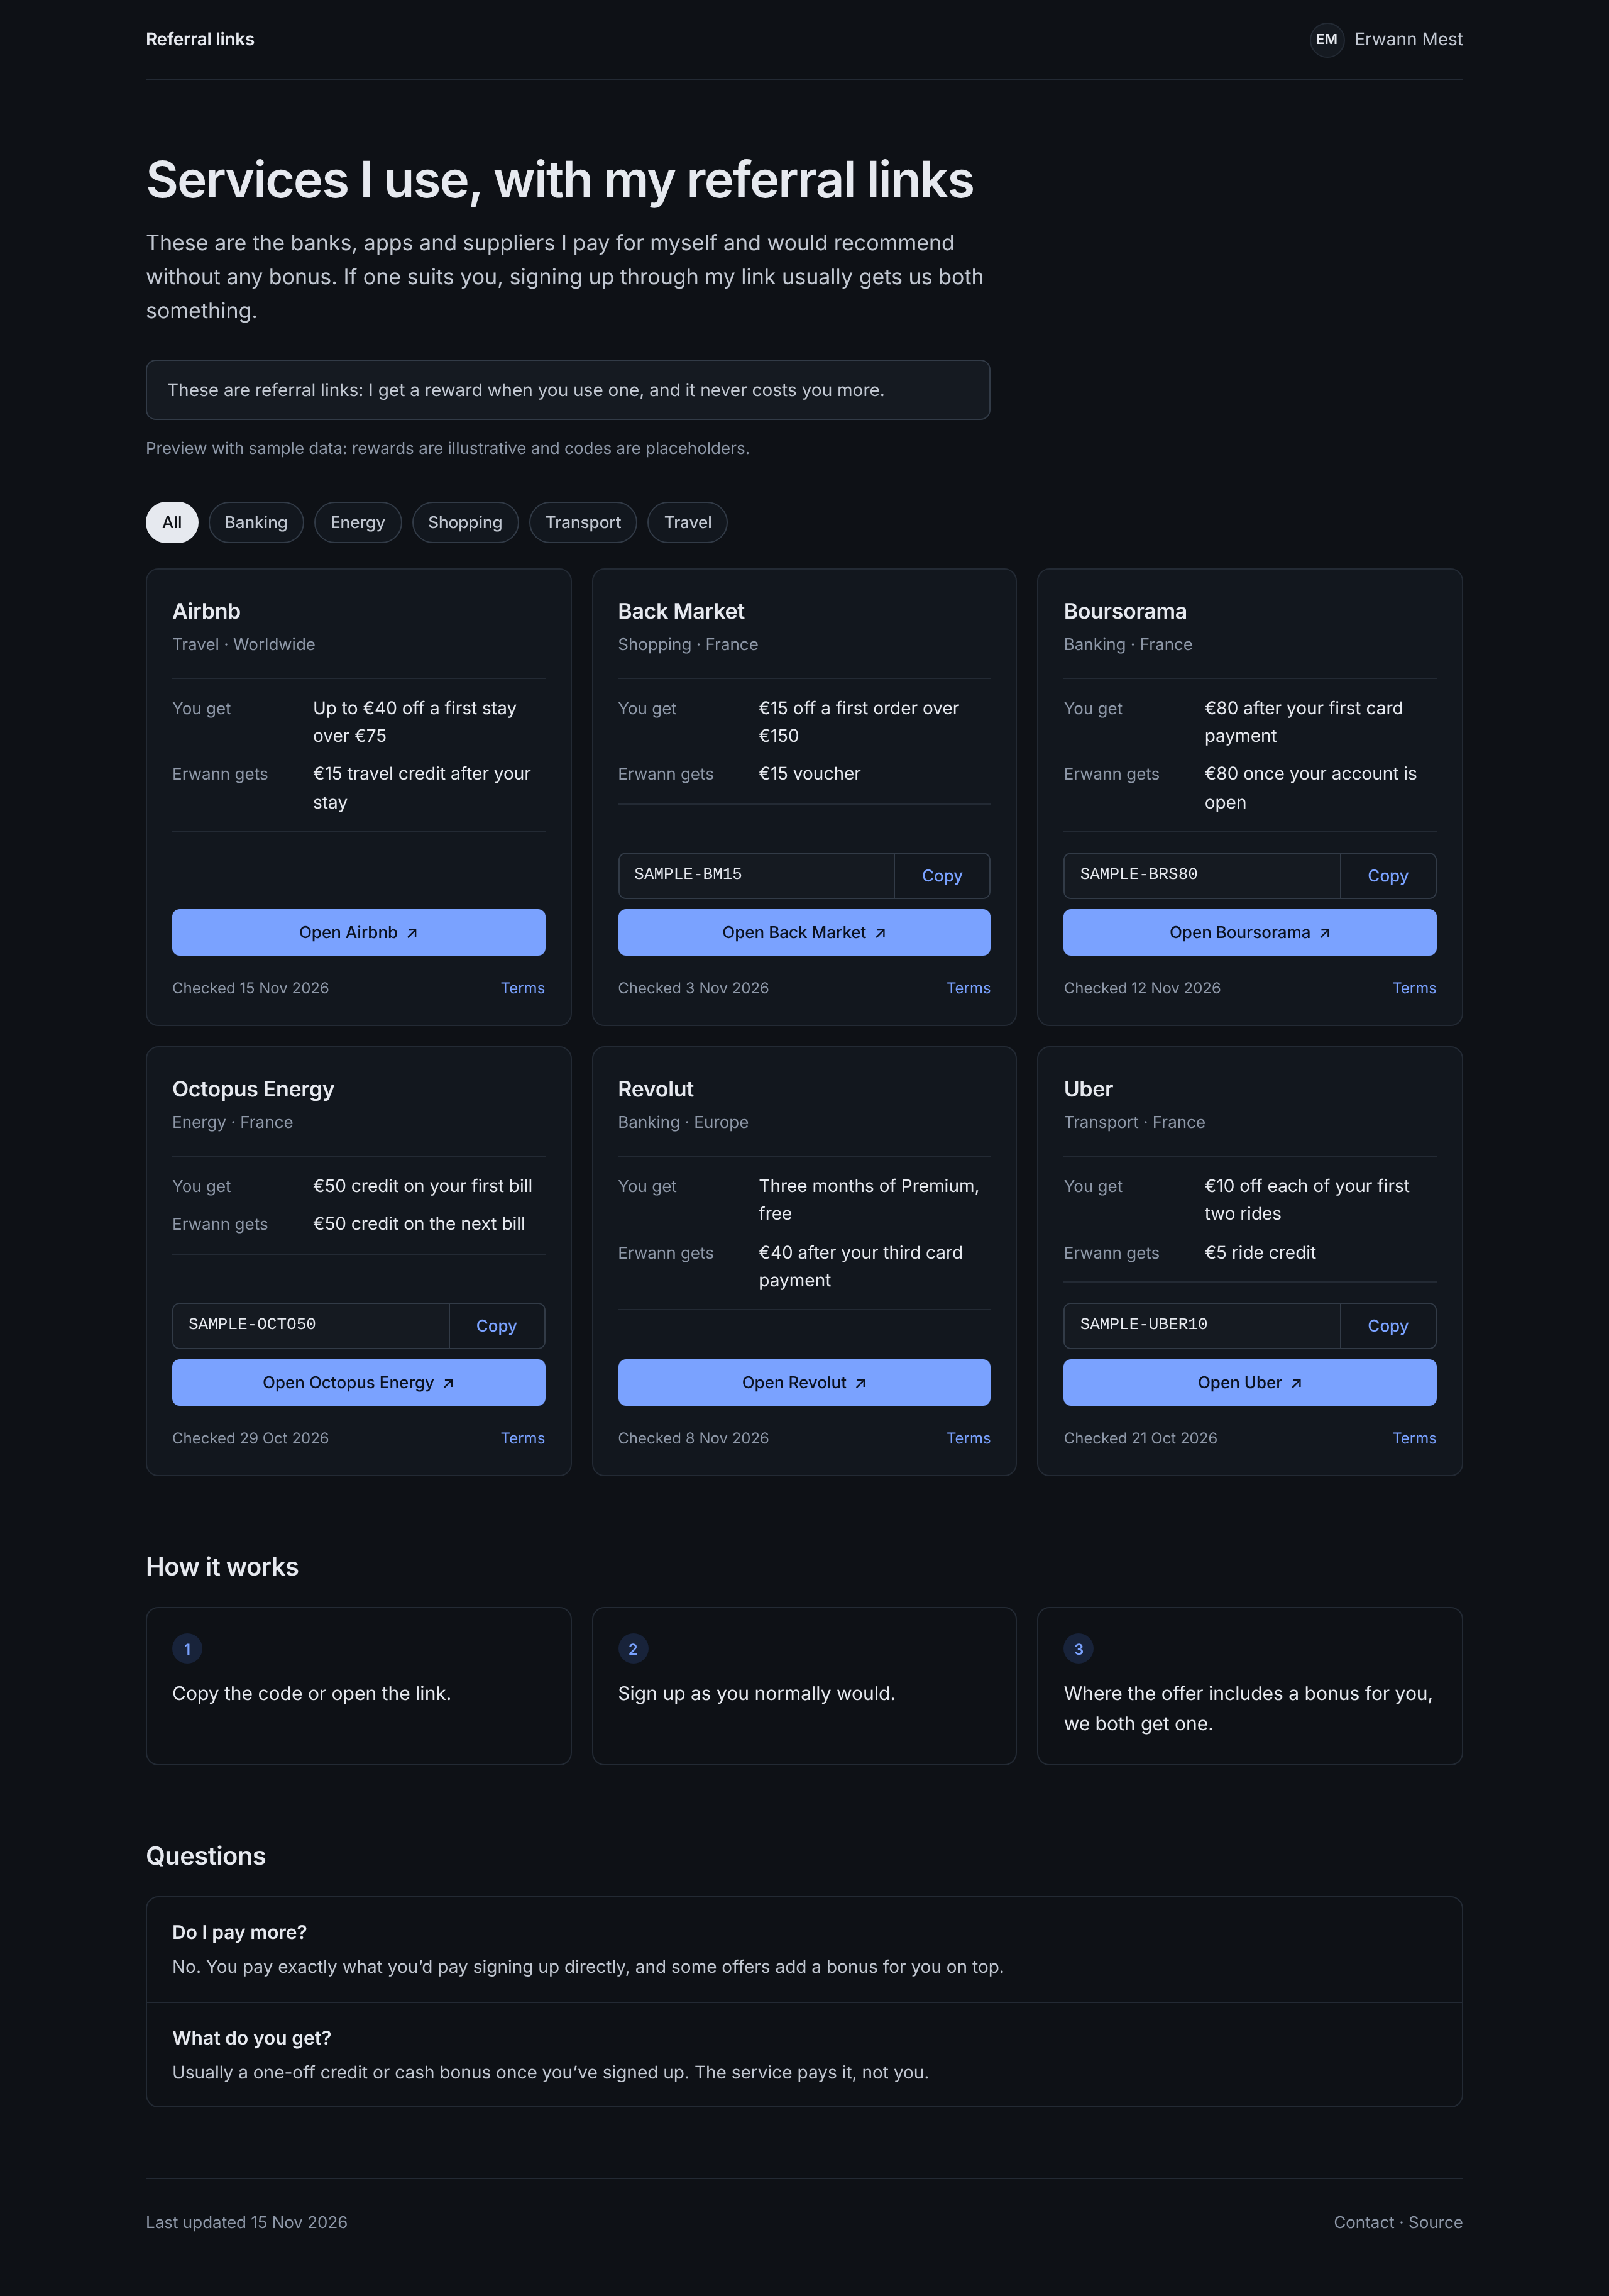 Referral links
EM Erwann Mest
Services I use, with my referral links
These are the banks, apps and suppliers I pay for myself and would recommend
without any bonus. If one suits you, signing up through my link usually gets us both
something.
These are referral links: I get a reward when you use one, and it never costs you more.
Preview with sample data: rewards are illustrative and codes are placeholders.
All Banking Energy Shopping Transport Travel
Airbnb
Travel · Worldwide
You get Up to €40 off a first stay
over €75
Erwann gets €15 travel credit after your
stay
Open Airbnb ↗
Checked 15 Nov 2026 Terms
Back Market
Shopping · France
You get €15 off a first order over
€150
Erwann gets €15 voucher
SAMPLE-BM15 Copy
Open Back Market ↗
Checked 3 Nov 2026 Terms
Boursorama
Banking · France
You get €80 after your first card
payment
Erwann gets €80 once your account is
open
SAMPLE-BRS80 Copy
Open Boursorama ↗
Checked 12 Nov 2026 Terms
Octopus Energy
Energy · France
You get €50 credit on your first bill
Erwann gets €50 credit on the next bill
SAMPLE-OCTO50 Copy
Open Octopus Energy ↗
Checked 29 Oct 2026 Terms
Revolut
Banking · Europe
You get Three months of Premium,
free
Erwann gets €40 after your third card
payment
Open Revolut ↗
Checked 8 Nov 2026 Terms
Uber
Transport · France
You get €10 off each of your first
two rides
Erwann gets €5 ride credit
SAMPLE-UBER10 Copy
Open Uber ↗
Checked 21 Oct 2026 Terms
How it works
1
Copy the code or open the link.
2
Sign up as you normally would.
3
Where the offer includes a bonus for you,
we both get one.
Questions
Do I pay more?
No. You pay exactly what you’d pay signing up directly, and some offers add a bonus for you on top.
What do you get?
Usually a one-off credit or cash bonus once you’ve signed up. The service pays it, not you.
Last updated 15 Nov 2026
Contact · Source